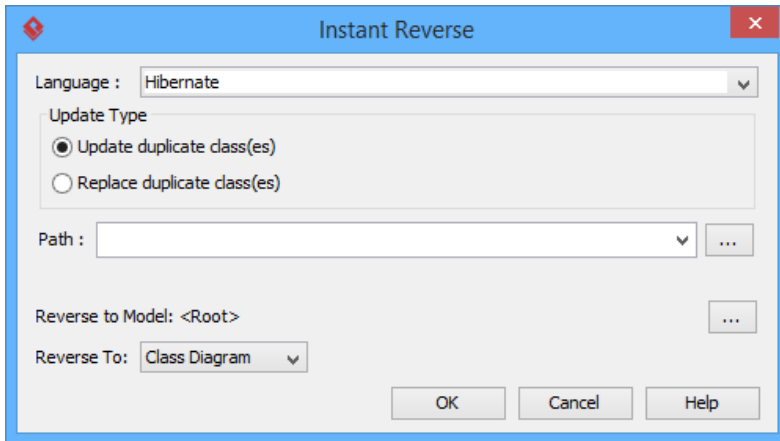 Instant Reverse
Language : Hibernate
Update Type
Update duplicate class(es)
Replace duplicate class(es)
Path : ...
Reverse to Model: <Root> ...
Reverse To: Class Diagram
OK Cancel Help